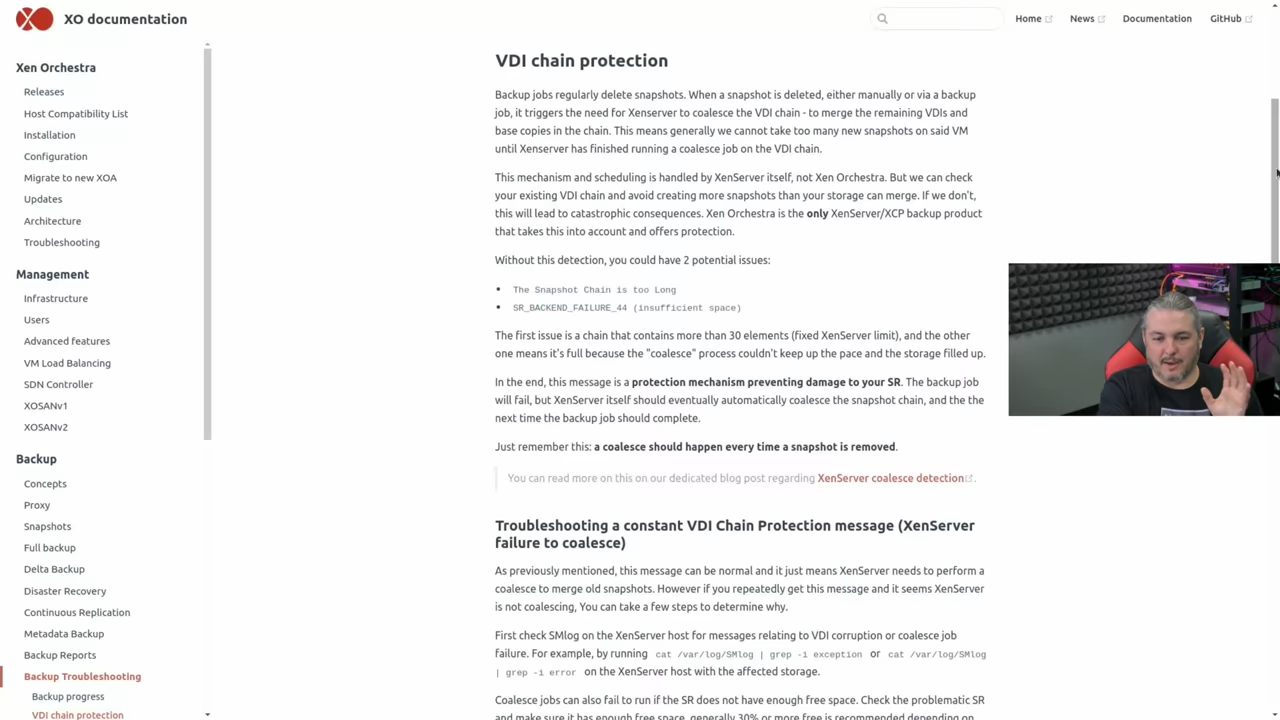 XO documentation
Home
News
Documentation
GitHub
Xen Orchestra
Releases
Host Compatibility List
Installation
Configuration
Migrate to new XOA
Updates
Architecture
Troubleshooting
Management
Infrastructure
Users
Advanced features
VM Load Balancing
SDN Controller
XOSANv1
XOSANv2
Backup
Concepts
Proxy
Snapshots
Full backup
Delta Backup
Disaster Recovery
Continuous Replication
Metadata Backup
Backup Reports
Backup Troubleshooting
Backup progress
VDI chain protection
VDI chain protection
Backup jobs regularly delete snapshots. When a snapshot is deleted, either manually or via a backup
job, it triggers the need for Xenserver to coalesce the VDI chain - to merge the remaining VDIs and
base copies in the chain. This means generally we cannot take too many new snapshots on said VM
until Xenserver has finished running a coalesce job on the VDI chain.
This mechanism and scheduling is handled by XenServer itself, not Xen Orchestra. But we can check
your existing VDI chain and avoid creating more snapshots than your storage can merge. If we don't,
this will lead to catastrophic consequences. Xen Orchestra is the only XenServer/XCP backup product
that takes this into account and offers protection.
Without this detection, you could have 2 potential issues:
• The Snapshot Chain is too Long
• SR_BACKEND_FAILURE_44 (insufficient space)
The first issue is a chain that contains more than 30 elements (fixed XenServer limit), and the other
one means it's full because the "coalesce" process couldn't keep up the pace and the storage filled up.
In the end, this message is a protection mechanism preventing damage to your SR. The backup job
will fail, but XenServer itself should eventually automatically coalesce the snapshot chain, and the the
next time the backup job should complete.
Just remember this: a coalesce should happen every time a snapshot is removed.
You can read more on this on our dedicated blog post regarding XenServer coalesce detection.
Troubleshooting a constant VDI Chain Protection message (XenServer
failure to coalesce)
As previously mentioned, this message can be normal and it just means XenServer needs to perform a
coalesce to merge old snapshots. However if you repeatedly get this message and it seems XenServer
is not coalescing, You can take a few steps to determine why.
First check SMlog on the XenServer host for messages relating to VDI corruption or coalesce job
failure. For example, by running cat /var/log/SMlog | grep -i exception or cat /var/log/SMlog
| grep -i error on the XenServer host with the affected storage.
Coalesce jobs can also fail to run if the SR does not have enough free space. Check the problematic SR
and make sure it has enough free space, generally 30% or more free is recommended depending on